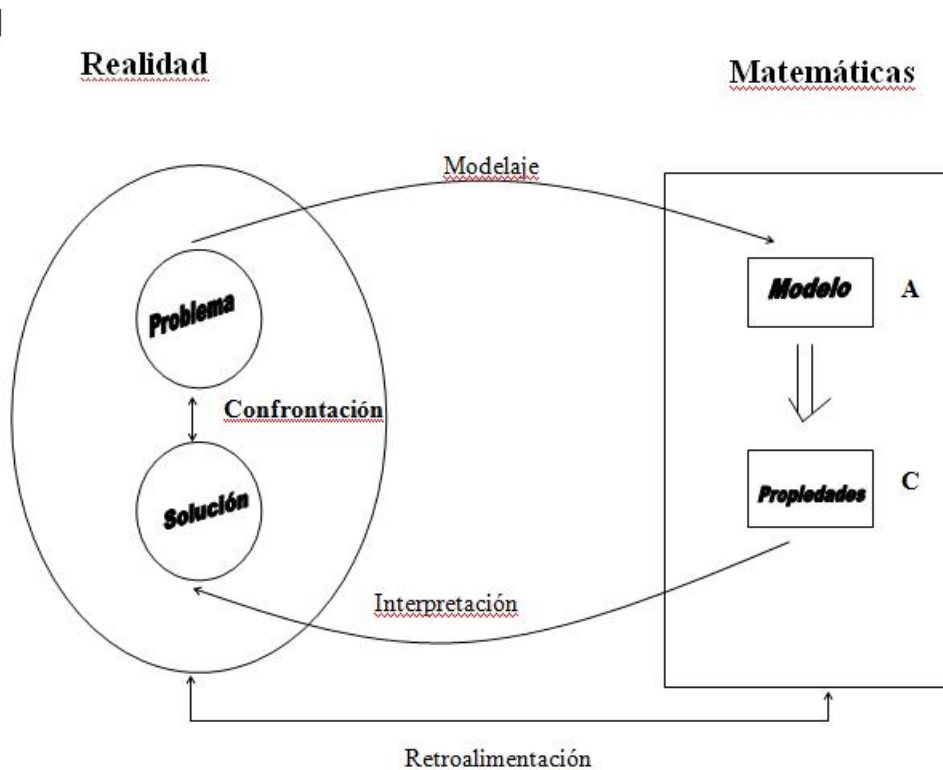 Realidad
Matemáticas
Modelaje
Modelo
A
Problema
Confrontación
Propiedades
C
Solución
Interpretación
Retroalimentación